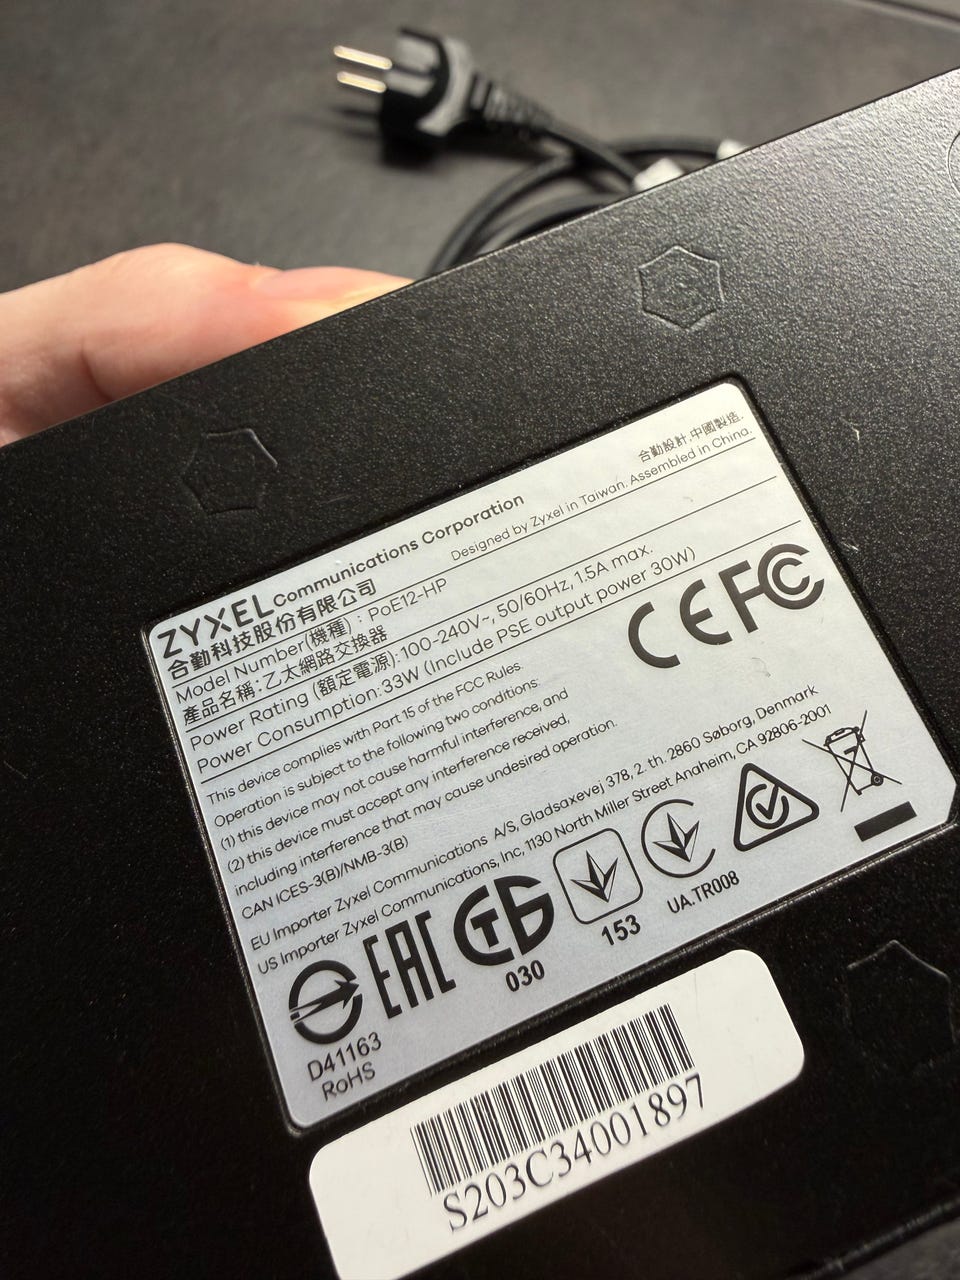 ZYXEL Communications Corporation
合勤科技股份有限公司
合勤設計,中國製造.
Designed by Zyxel in Taiwan. Assembled in China.
Model Number(機種) : PoE12-HP
產品名稱:乙太網路交換器
Power Rating (額定電源):100-240V~, 50/60Hz, 1.5A max.
Power Consumption:33W (Include PSE output power 30W)
CE FC
This device complies with Part 15 of the FCC Rules.
Operation is subject to the following two conditions:
(1) this device may not cause harmful interference, and
(2) this device must accept any interference received,
including interference that may cause undesired operation.
CAN ICES-3(B)/NMB-3(B)
EU Importer Zyxel Communications A/S, Gladsaxevej 378, 2. th. 2860 Søborg, Denmark
US Importer Zyxel Communications, Inc, 1130 North Miller Street Anaheim, CA 92806-2001
D41163
RoHS
EAC
030
153
UA.TR008
S203C34001897